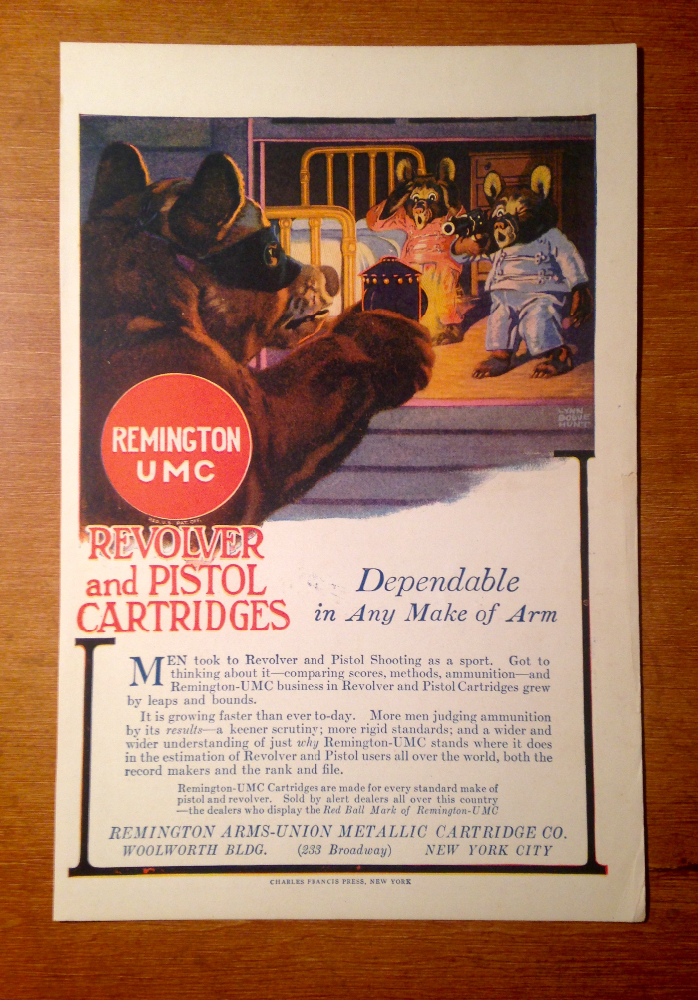 LYNN
BOGUE
HUNT
REMINGTON
UMC
REG. U.S. PAT. OFF.
REVOLVER
and PISTOL
CARTRIDGES
Dependable
in Any Make of Arm
MEN took to Revolver and Pistol Shooting as a sport. Got to
thinking about it—comparing scores, methods, ammunition—and
Remington-UMC business in Revolver and Pistol Cartridges grew
by leaps and bounds.
It is growing faster than ever to-day. More men judging ammunition
by its results—a keener scrutiny; more rigid standards; and a wider and
wider understanding of just why Remington-UMC stands where it does
in the estimation of Revolver and Pistol users all over the world, both the
record makers and the rank and file.
Remington-UMC Cartridges are made for every standard make of
pistol and revolver. Sold by alert dealers all over this country
—the dealers who display the Red Ball Mark of Remington-UMC
REMINGTON ARMS-UNION METALLIC CARTRIDGE CO.
WOOLWORTH BLDG. (233 Broadway) NEW YORK CITY
CHARLES FRANCIS PRESS, NEW YORK